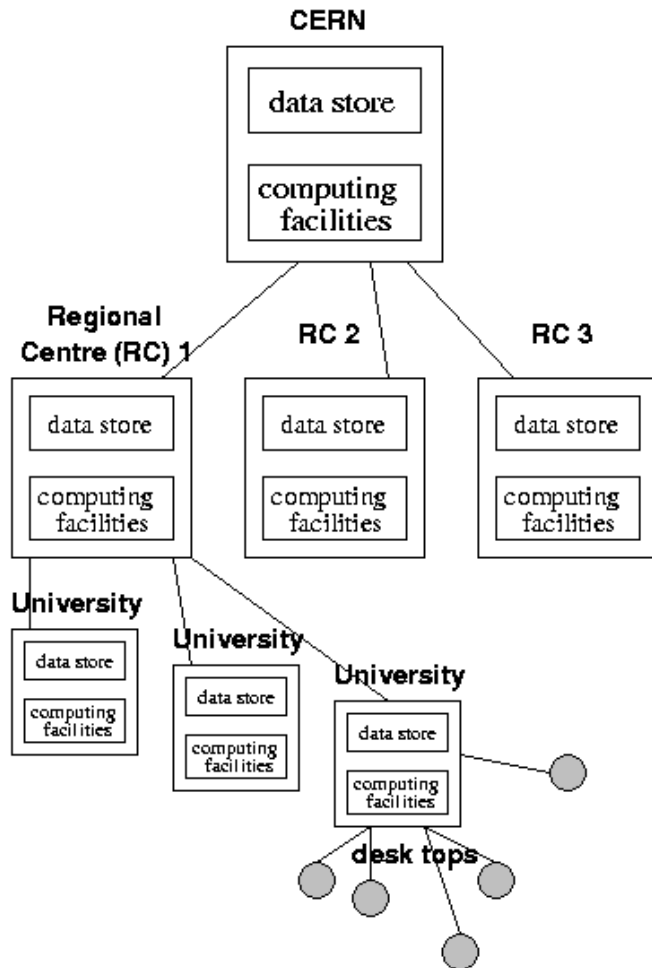 CERN
data store
computing
facilities
Regional
Centre (RC) 1
RC 2
RC 3
data store
computing
facilities
data store
computing
facilities
data store
computing
facilities
University
data store
computing
facilities
University
data store
computing
facilities
University
data store
computing
facilities
desk tops